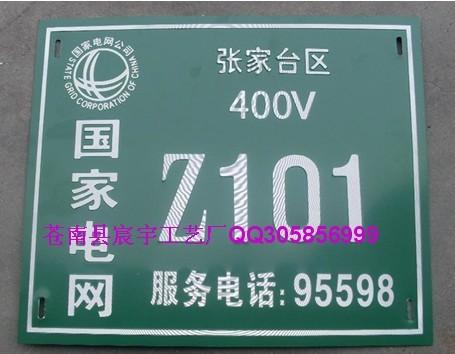 国家电网公司
STATE GRID CORPORATION OF CHINA
张家台区
400V
国家电网
Z101
苍南县宸宇工艺厂QQ305856999
服务电话:95598